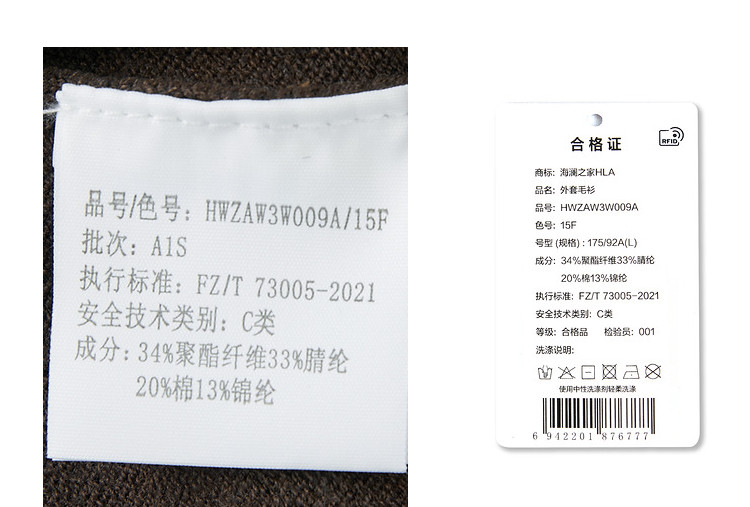 品号/色号: HWZAW3W009A/15F
批次: A1S
执行标准: FZ/T 73005-2021
安全技术类别: C类
成分: 34%聚酯纤维33%腈纶
20%棉13%锦纶
合格证
RFID
商标: 海澜之家HLA
品名: 外套毛衫
品号: HWZAW3W009A
色号: 15F
号型 (规格) : 175/92A(L)
成分: 34%聚酯纤维33%腈纶
20%棉13%锦纶
执行标准: FZ/T 73005-2021
安全技术类别: C类
等级: 合格品 检验员: 001
洗涤说明:
使用中性洗涤剂轻柔洗涤
6 942201 876777